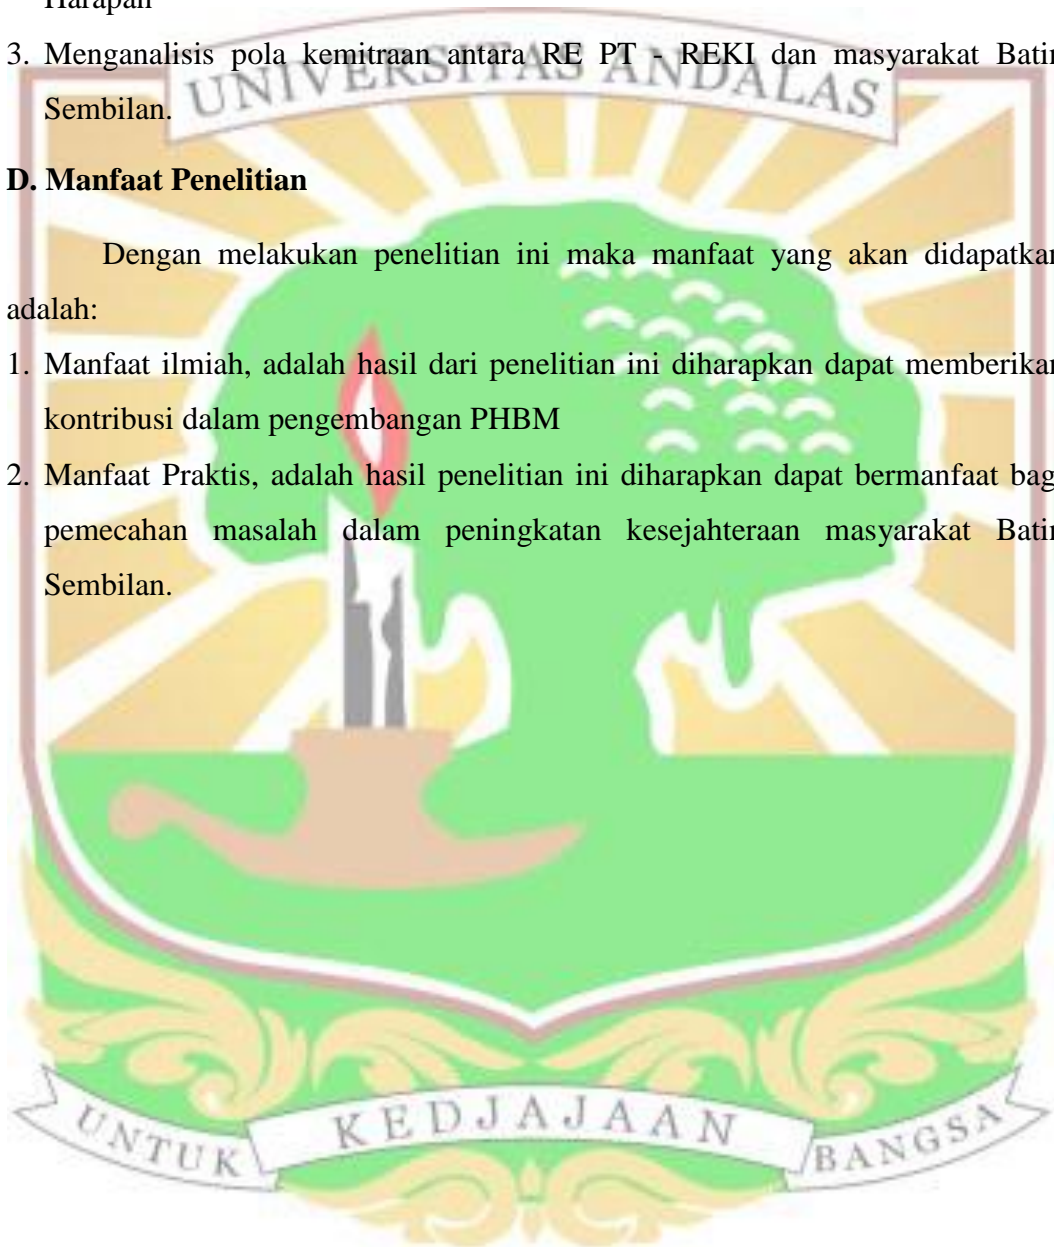 Harapan
3. Menganalisis pola kemitraan antara RE PT - REKI dan masyarakat Batin
Sembilan.
UNIVERSITAS ANDALAS
D. Manfaat Penelitian
Dengan melakukan penelitian ini maka manfaat yang akan didapatkan
adalah:
1. Manfaat ilmiah, adalah hasil dari penelitian ini diharapkan dapat memberikan
kontribusi dalam pengembangan PHBM
2. Manfaat Praktis, adalah hasil penelitian ini diharapkan dapat bermanfaat bagi
pemecahan masalah dalam peningkatan kesejahteraan masyarakat Batin
Sembilan.
UNTUK KEDJAJAAN BANGSA